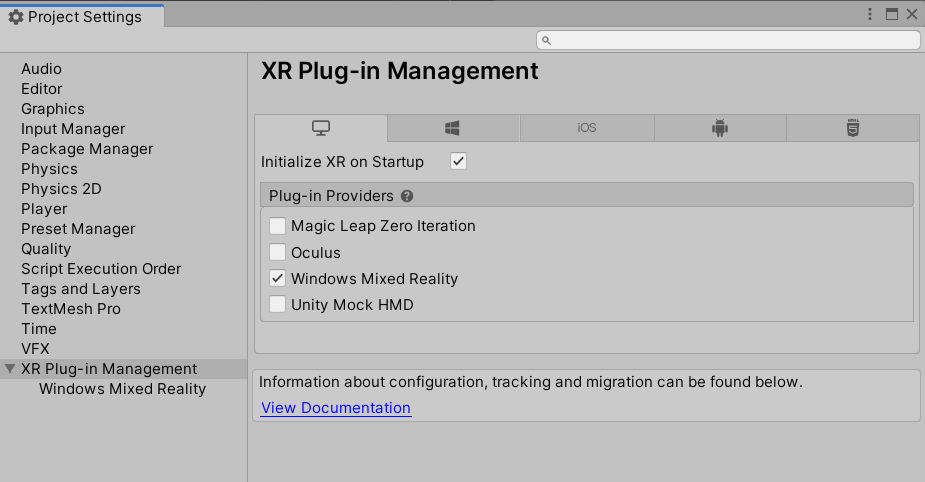 Project Settings
Audio
Editor
Graphics
Input Manager
Package Manager
Physics
Physics 2D
Player
Preset Manager
Quality
Script Execution Order
Tags and Layers
TextMesh Pro
Time
VFX
XR Plug-in Management
Windows Mixed Reality
XR Plug-in Management
iOS
5
Initialize XR on Startup
Plug-in Providers ?
Magic Leap Zero Iteration
Oculus
Windows Mixed Reality
Unity Mock HMD
Information about configuration, tracking and migration can be found below.
View Documentation